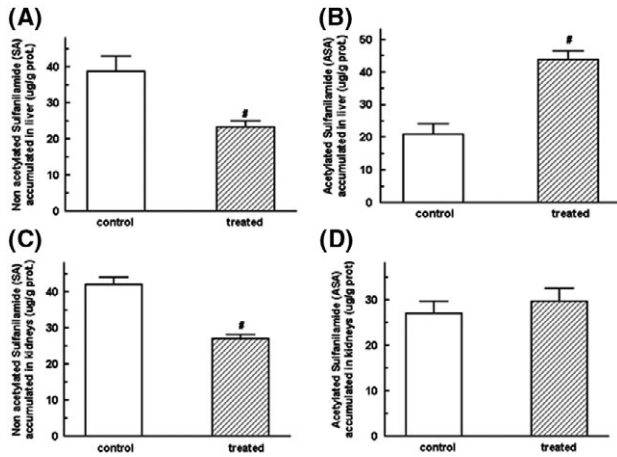 (A)
Non acetylated Sulfanilamide (SA)
accumulated in liver (ug/g prot.)
40
30
20
10
0
#
control treated
(B)
Acetylated Sulfanilamide (ASA)
accumulated in liver (ug/g prot.)
50
40
30
20
10
0
#
control treated
(C)
Non acetylated Sulfanilamide (SA)
accumulated in kidneys (ug/g prot.)
40
30
20
10
0
#
control treated
(D)
Acetylated Sulfanilamide (ASA)
accumulated in kidneys (ug/g prot)
30
20
10
0
control treated